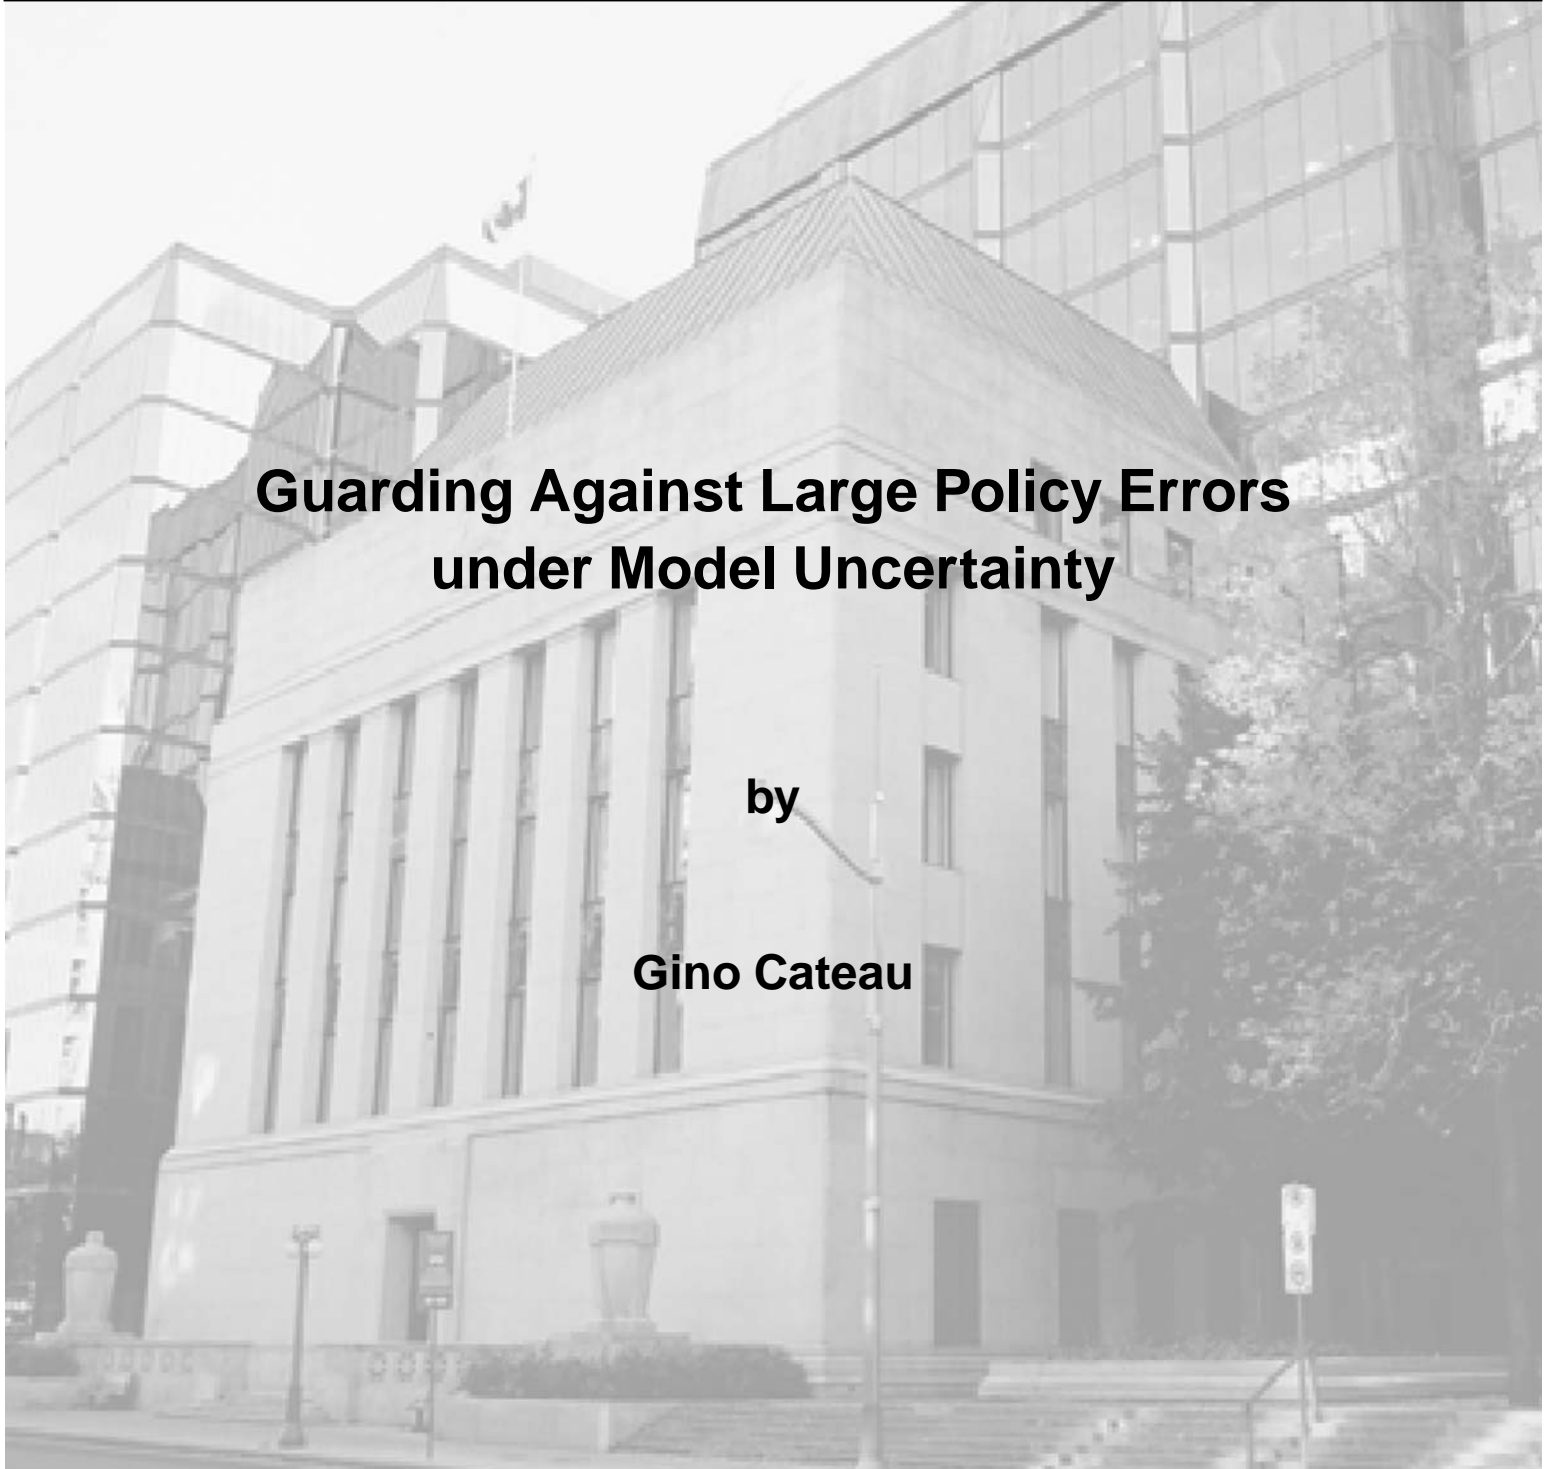 Guarding Against Large Policy Errors
under Model Uncertainty
by
Gino Cateau